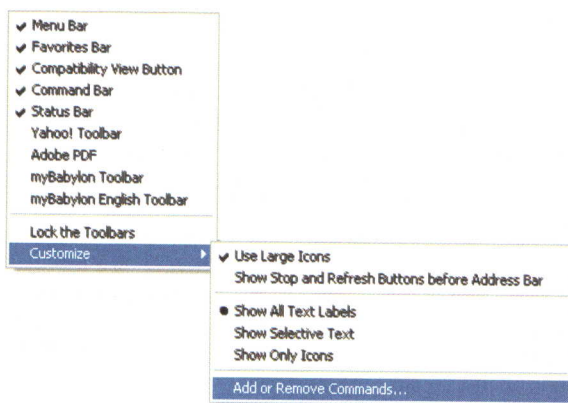 Menu Bar
Favorites Bar
Compatibility View Button
Command Bar
Status Bar
Yahoo! Toolbar
Adobe PDF
myBabylon Toolbar
myBabylon English Toolbar
Lock the Toolbars
Customize
Use Large Icons
Show Stop and Refresh Buttons before Address Bar
Show All Text Labels
Show Selective Text
Show Only Icons
Add or Remove Commands...